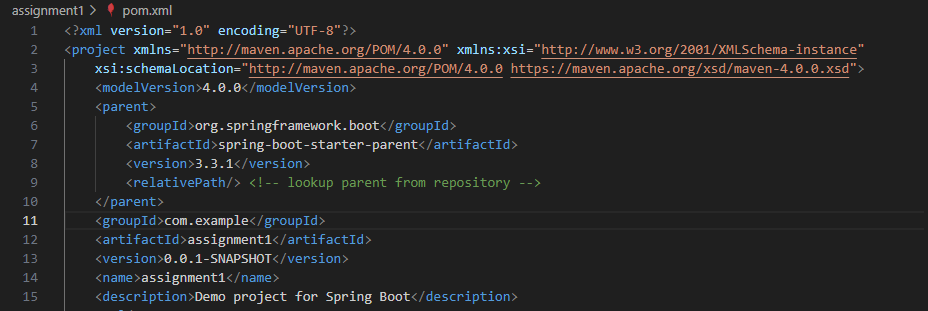 assignment1 > pom.xml
1 <?xml version="1.0" encoding="UTF-8"?>
2 <project xmlns="http://maven.apache.org/POM/4.0.0" xmlns:xsi="http://www.w3.org/2001/XMLSchema-instance"
3 xsi:schemaLocation="http://maven.apache.org/POM/4.0.0 https://maven.apache.org/xsd/maven-4.0.0.xsd">
4 <modelVersion>4.0.0</modelVersion>
5 <parent>
6 <groupId>org.springframework.boot</groupId>
7 <artifactId>spring-boot-starter-parent</artifactId>
8 <version>3.3.1</version>
9 <relativePath/> <!-- lookup parent from repository -->
10 </parent>
11 <groupId>com.example</groupId>
12 <artifactId>assignment1</artifactId>
13 <version>0.0.1-SNAPSHOT</version>
14 <name>assignment1</name>
15 <description>Demo project for Spring Boot</description>